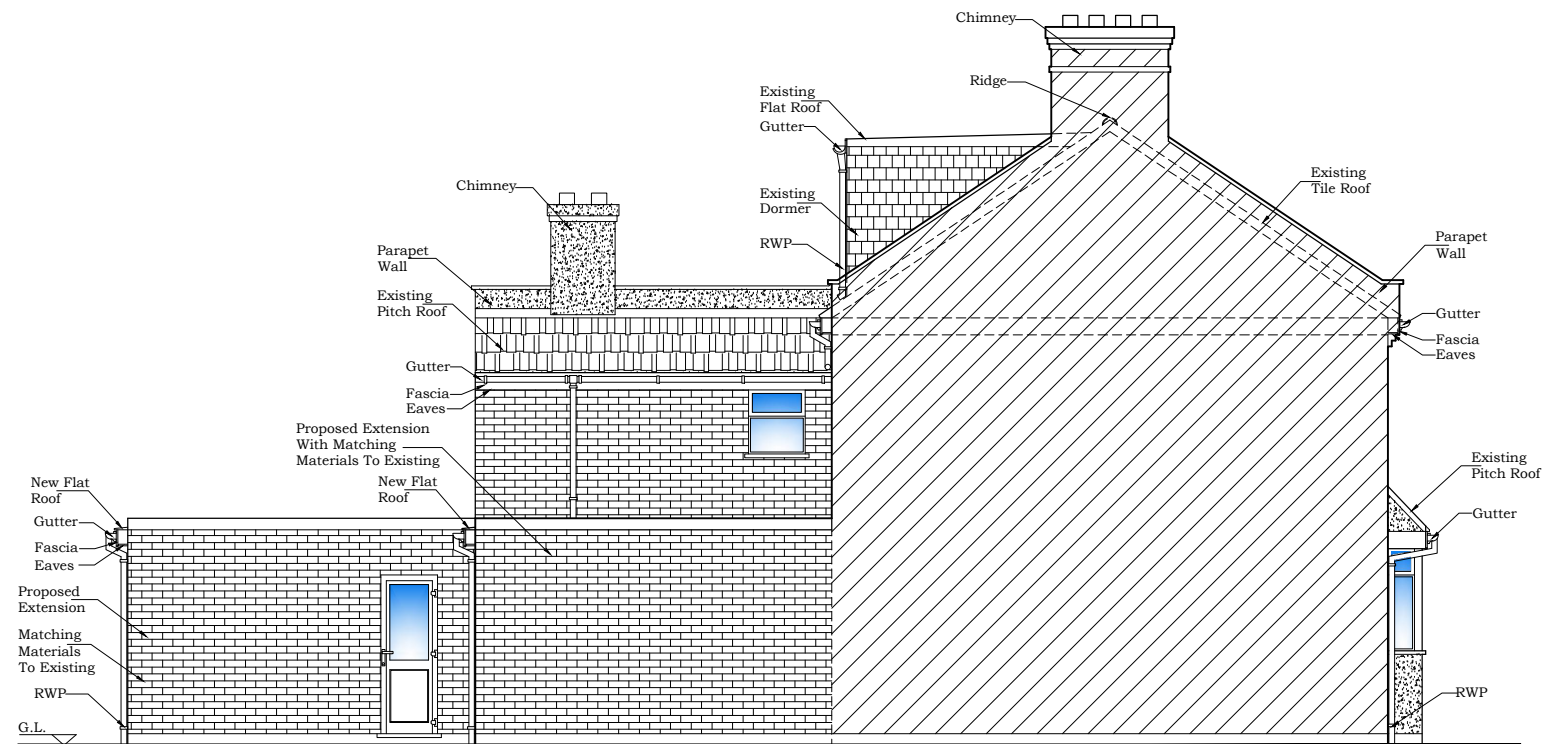 Chimney
Ridge
Existing
Flat Roof
Gutter
Existing
Tile Roof
Chimney
Existing
Dormer
RWP
Parapet
Wall
Parapet
Wall
Existing
Pitch Roof
Gutter
Fascia
Eaves
Gutter
Fascia
Eaves
Proposed Extension
With Matching
Materials To Existing
Existing
Pitch Roof
Gutter
New Flat
Roof
New Flat
Roof
Gutter
Fascia
Eaves
Proposed
Extension
Matching
Materials
To Existing
RWP
RWP
G.L.